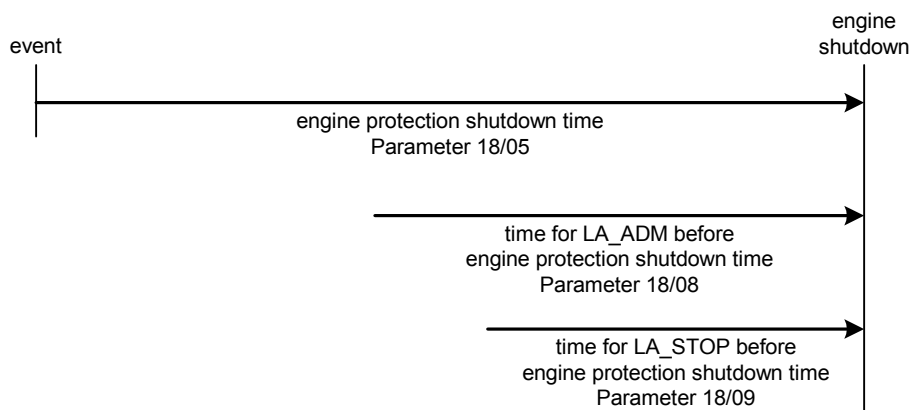 event
engine
shutdown
engine protection shutdown time
Parameter 18/05
time for LA_ADM before
engine protection shutdown time
Parameter 18/08
time for LA_STOP before
engine protection shutdown time
Parameter 18/09